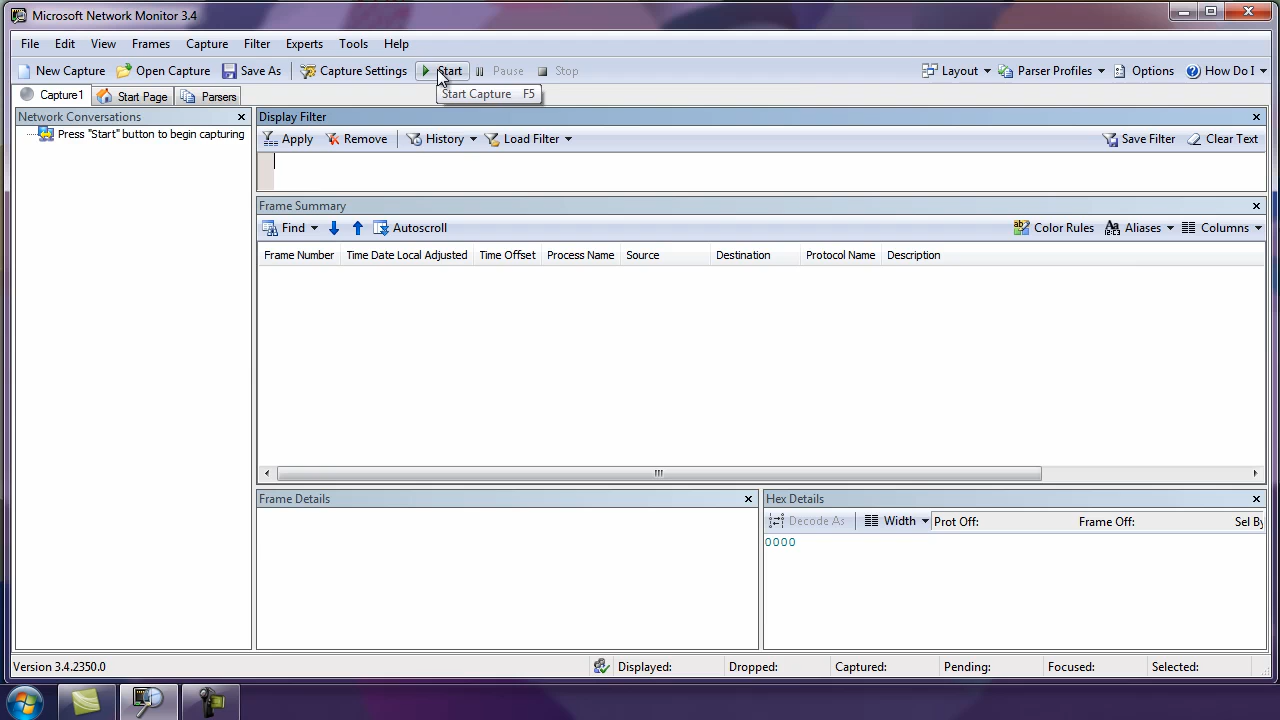 Microsoft Network Monitor 3.4
File Edit View Frames Capture Filter Experts Tools Help
New Capture Open Capture Save As Capture Settings Start Pause Stop Layout Parser Profiles Options How Do I
Start Capture F5
Capture1 Start Page Parsers
Network Conversations
Press "Start" button to begin capturing
Display Filter
Apply Remove History Load Filter Save Filter Clear Text
Frame Summary
Find Autoscroll Color Rules Aliases Columns
Frame Number Time Date Local Adjusted Time Offset Process Name Source Destination Protocol Name Description
Frame Details
Hex Details
Decode As Width Prot Off: Frame Off: Sel By
0000
Version 3.4.2350.0 Displayed: Dropped: Captured: Pending: Focused: Selected: